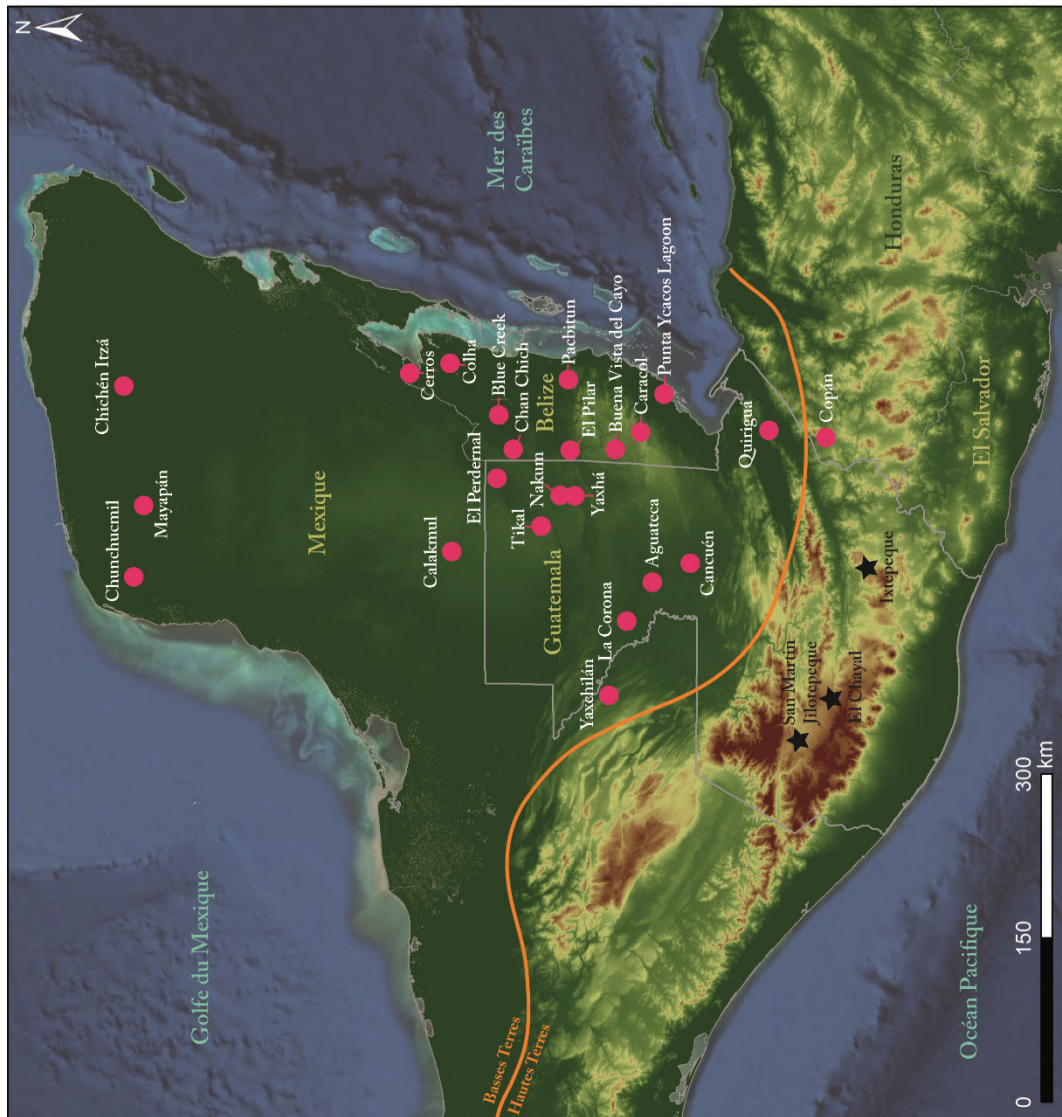 N
Golfe du Mexique
Mer des
Caraïbes
Océan Pacifique
Mexique
Guatemala
Belize
Honduras
El Salvador
Chichén Itzá
Chunchucmil
Mayapán
Cerros
Colha
Calakmul
El Perdernal
Blue Creek
Chan Chich
Tikal
Nakum
Yaxhá
Pacbitun
El Pilar
Buena Vista del Cayo
Caracol
Punta Ycacos Lagoon
La Corona
Yaxchilán
Aguateca
Cancuén
Quiriguá
Copán
Basses Terres
Hautes Terres
San Martín
Jilotepeque
El Chayal
Ixtepeque
0 150 300
km